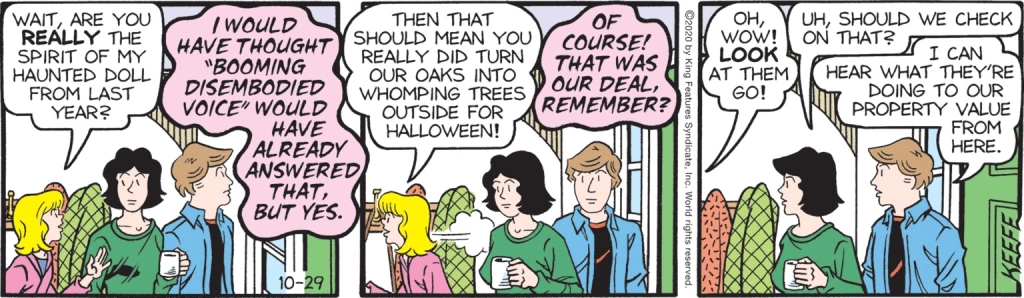 WAIT, ARE YOU
REALLY THE
SPIRIT OF MY
HAUNTED DOLL
FROM LAST
YEAR?
I WOULD
HAVE THOUGHT
"BOOMING
DISEMBODIED
VOICE" WOULD
HAVE
ALREADY
ANSWERED
THAT,
BUT YES.
10-29
THEN THAT
SHOULD MEAN YOU
REALLY DID TURN
OUR OAKS INTO
WHOMPING TREES
OUTSIDE FOR
HALLOWEEN!
OF
COURSE!
THAT WAS
OUR DEAL,
REMEMBER?
©2020 by King Features Syndicate, Inc. World rights reserved.
OH,
WOW!
LOOK
AT THEM
GO!
UH, SHOULD WE CHECK
ON THAT?
I CAN
HEAR WHAT THEY'RE
DOING TO OUR
PROPERTY VALUE
FROM
HERE.
KEEFE